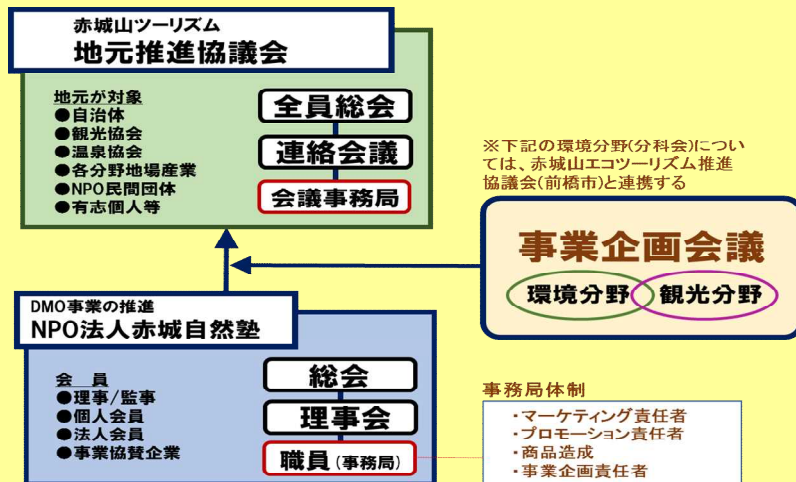 赤城山ツーリズム
地元推進協議会
地元が対象
●自治体
●観光協会
●温泉協会
●各分野地場産業
●NPO民間団体
●有志個人等
全員総会
連絡会議
会議事務局
※下記の環境分野(分科会)につい
ては、赤城山エコツーリズム推進
協議会(前橋市)と連携する
事業企画会議
環境分野
観光分野
DMO事業の推進
NPO法人赤城自然塾
会　員
●理事/監事
●個人会員
●法人会員
●事業協賛企業
総会
理事会
職員(事務局)
事務局体制
・マーケティング責任者
・プロモーション責任者
・商品造成
・事業企画責任者